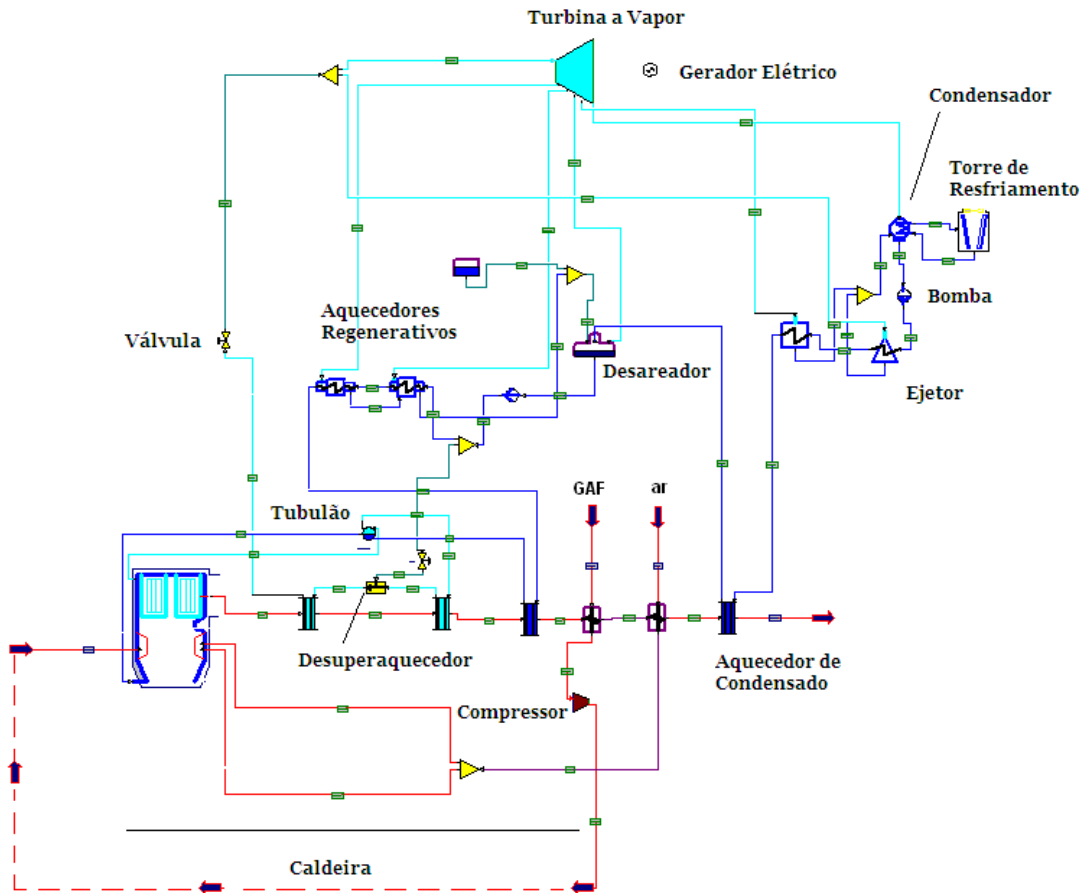 Turbina a Vapor
Gerador Elétrico
Condensador
Torre de
Resfriamento
Aquecedores
Regenerativos
Bomba
Válvula
Desareador
Ejetor
GAF
ar
Tubulão
Desuperaquecedor
Aquecedor de
Condensado
Compressor
Caldeira